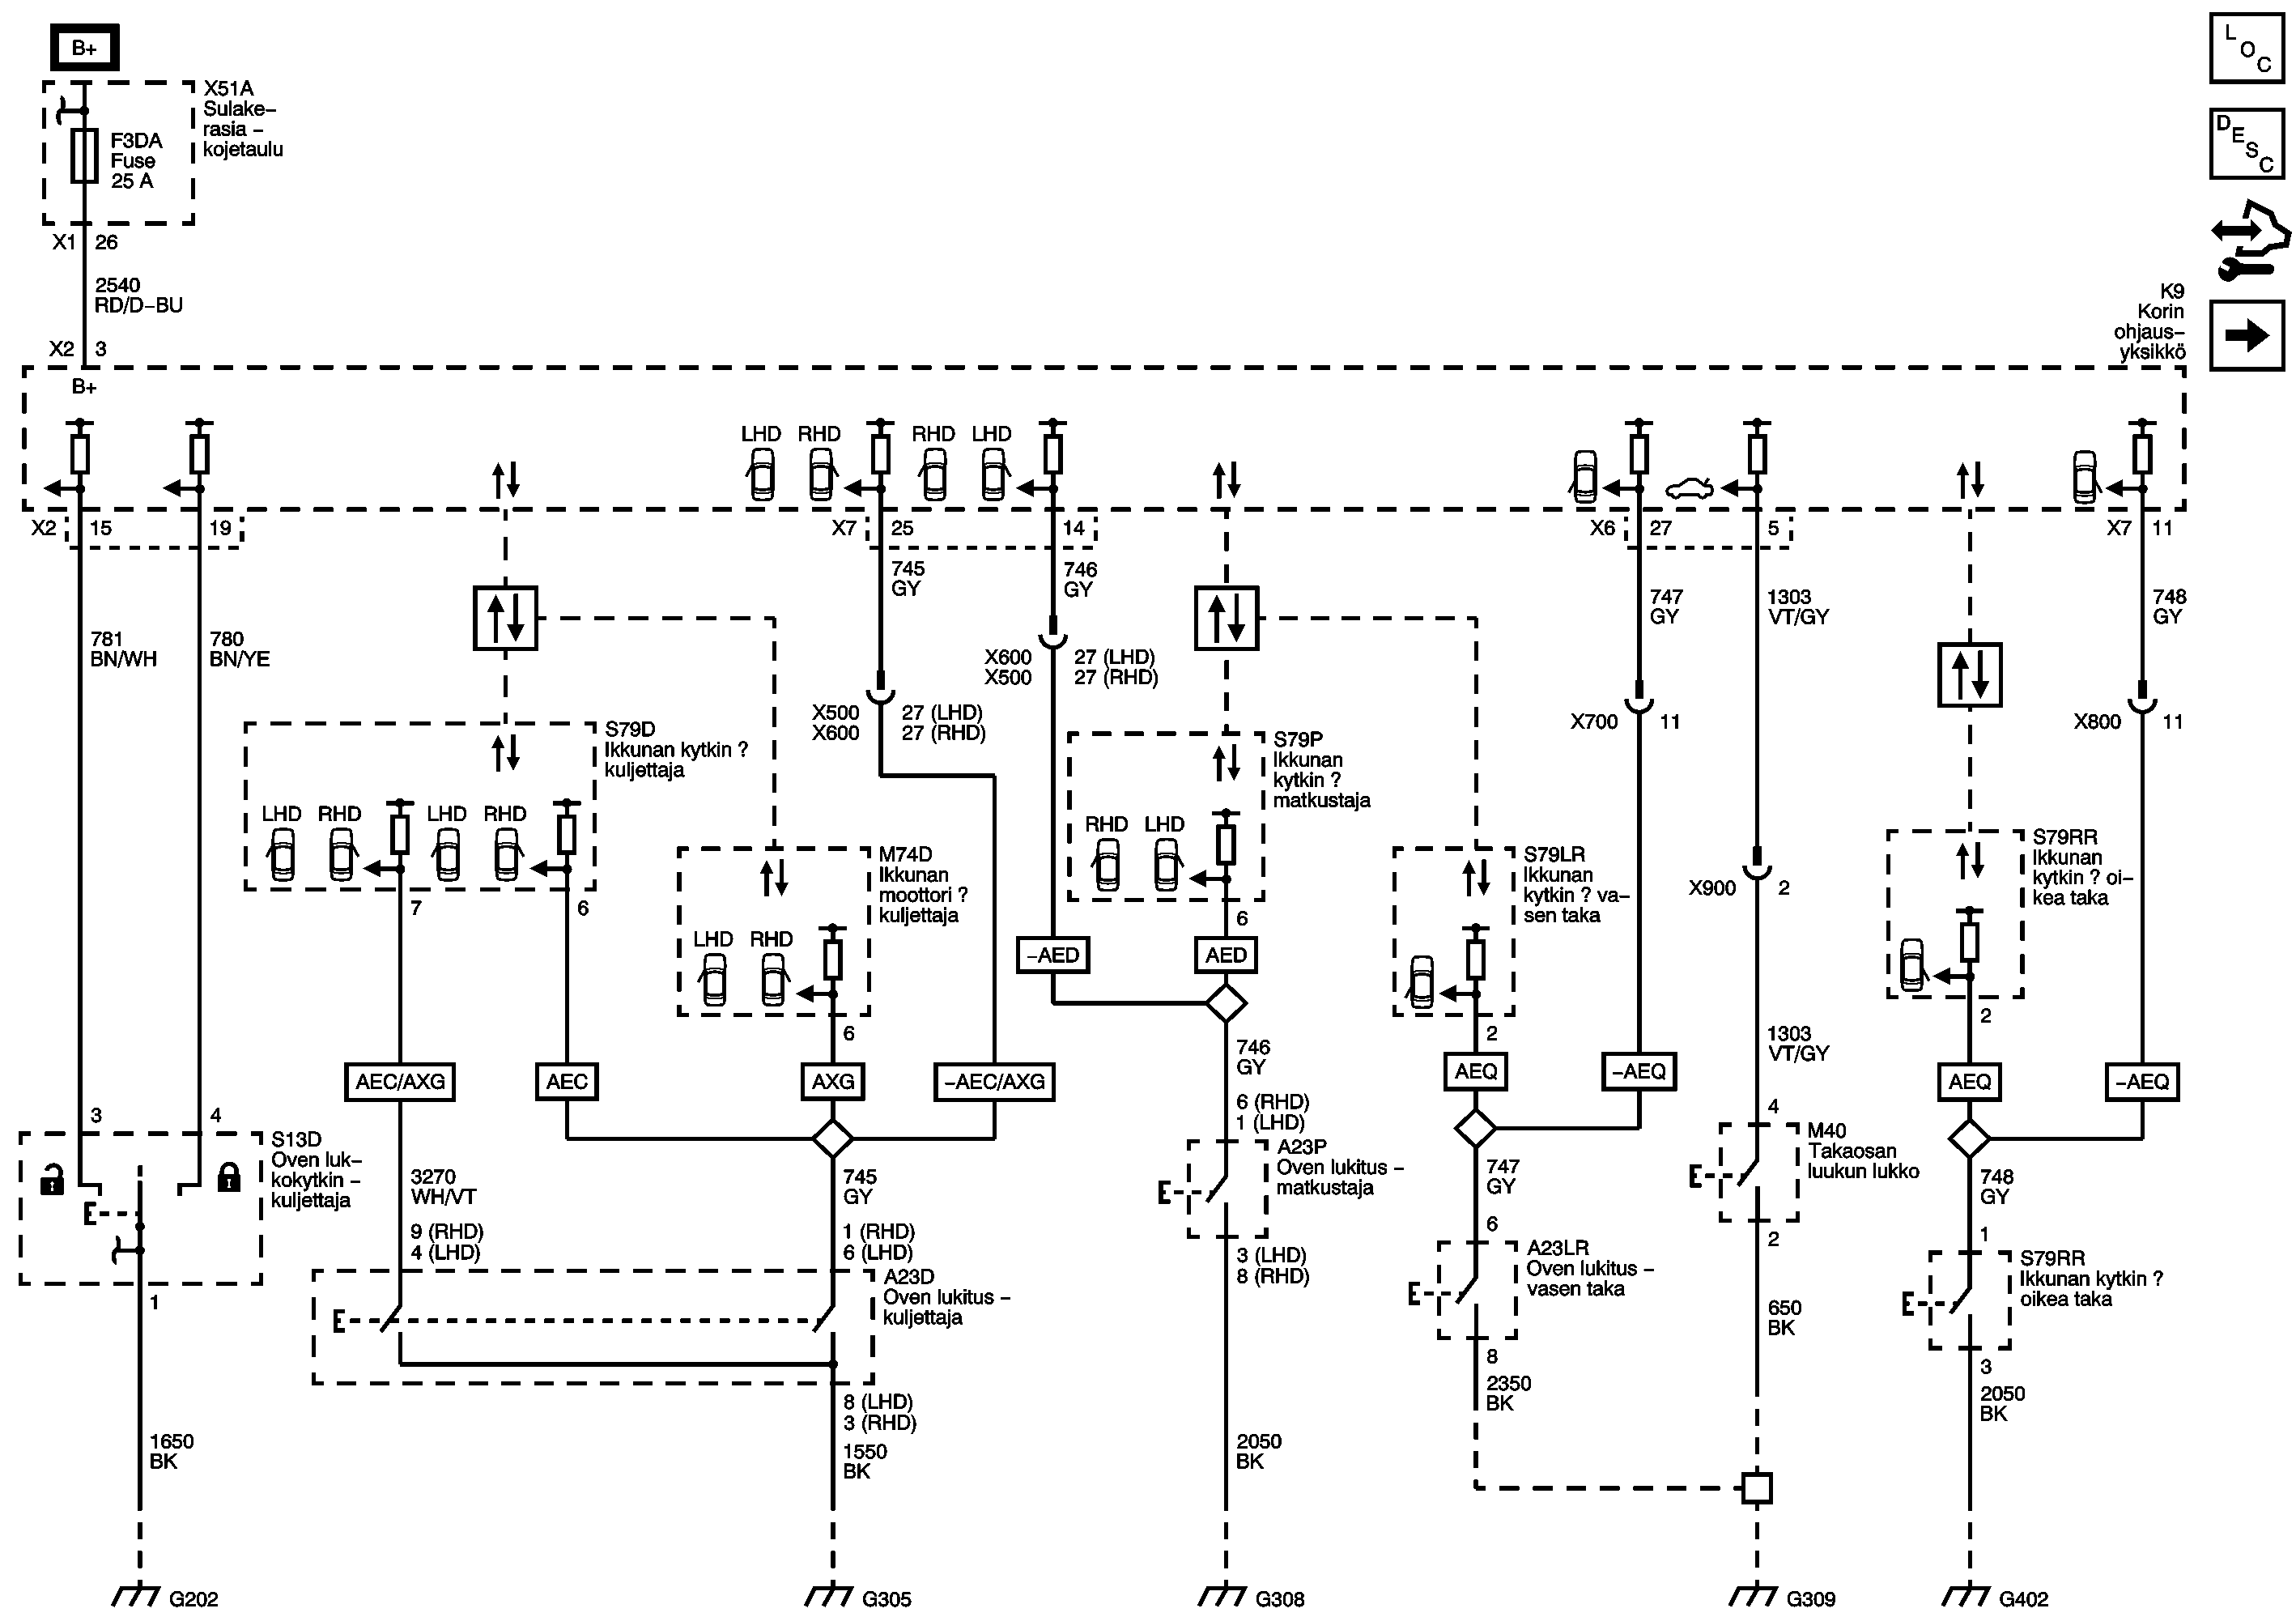 B+
X51A
Sulake–
rasia –
kojetaulu
F3DA
Fuse
25 A
X1 26
2540
RD/D–BU
X2 3
L O C
D E S C
K9
Korin
ohjaus–
yksikkö
B+
LHD RHD RHD LHD
X2 15 19
X7 25 14
X6 27 5
X7 11
745
GY
746
GY
747
GY
1303
VT/GY
748
GY
781
BN/WH
780
BN/YE
X600 27 (LHD)
X500 27 (RHD)
X500 27 (LHD)
X600 27 (RHD)
X700 11
X800 11
S79D
Ikkunan kytkin ?
kuljettaja
LHD RHD LHD RHD
7 6
S79P
Ikkunan
kytkin ?
matkustaja
RHD LHD
6
M74D
Ikkunan
moottori ?
kuljettaja
LHD RHD
6
S79LR
Ikkunan
kytkin ? va–
sen taka
2
X900 2
S79RR
Ikkunan
kytkin ? oi–
kea taka
2
–AED
AED
AEC/AXG
AEC
AXG
–AEC/AXG
AEQ
–AEQ
AEQ
–AEQ
746
GY
1303
VT/GY
6 (RHD)
1 (LHD)
A23P
Oven lukitus –
matkustaja
3 (LHD)
8 (RHD)
3 4
S13D
Oven luk–
kokytkin –
kuljettaja
1
3270
WH/VT
9 (RHD)
4 (LHD)
745
GY
1 (RHD)
6 (LHD)
A23D
Oven lukitus –
kuljettaja
8 (LHD)
3 (RHD)
1550
BK
747
GY
6
A23LR
Oven lukitus –
vasen taka
8
2350
BK
4
M40
Takaosan
luukun lukko
2
650
BK
748
GY
1
S79RR
Ikkunan kytkin ?
oikea taka
3
2050
BK
1650
BK
2050
BK
G202
G305
G308
G309
G402